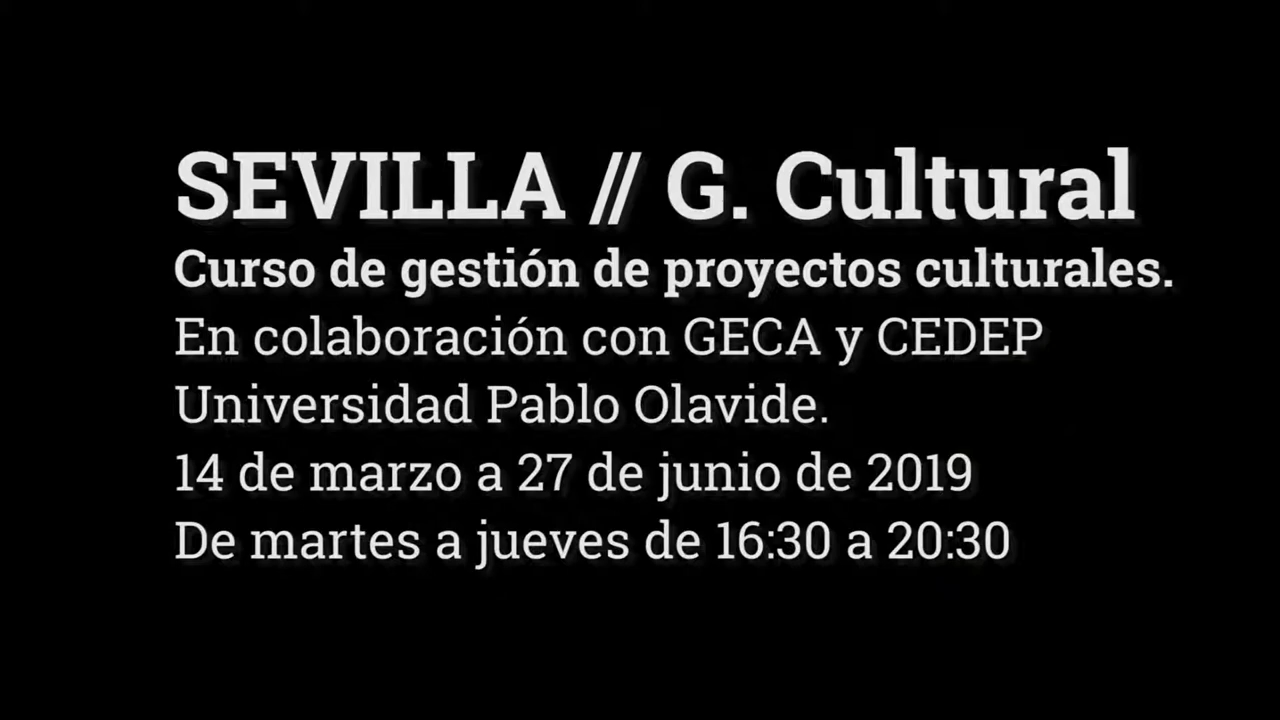 SEVILLA // G. Cultural
Curso de gestión de proyectos culturales.
En colaboración con GECA y CEDEP
Universidad Pablo Olavide.
14 de marzo a 27 de junio de 2019
De martes a jueves de 16:30 a 20:30